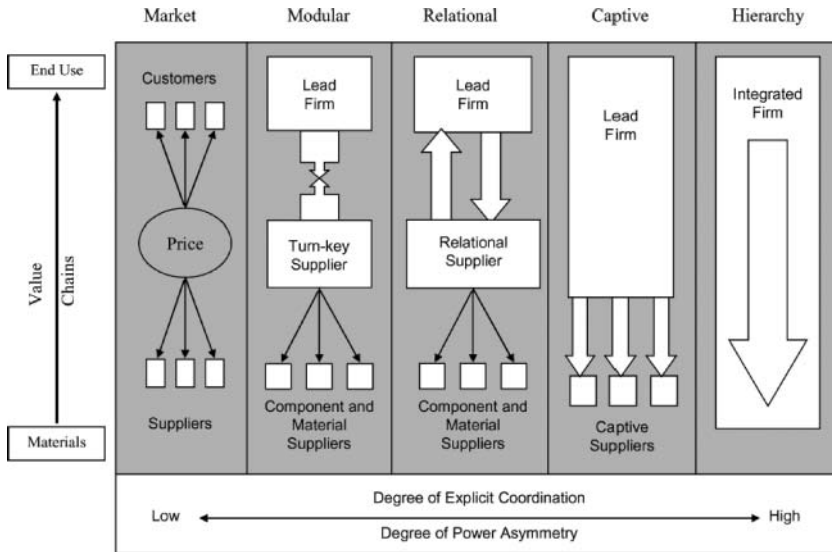 Market
Modular
Relational
Captive
Hierarchy
End Use
Value
Chains
Materials
Customers
Price
Suppliers
Lead
Firm
Turn-key
Supplier
Component and
Material
Suppliers
Lead
Firm
Relational
Supplier
Component and
Material
Suppliers
Lead
Firm
Captive
Suppliers
Integrated
Firm
Degree of Explicit Coordination
Low
High
Degree of Power Asymmetry